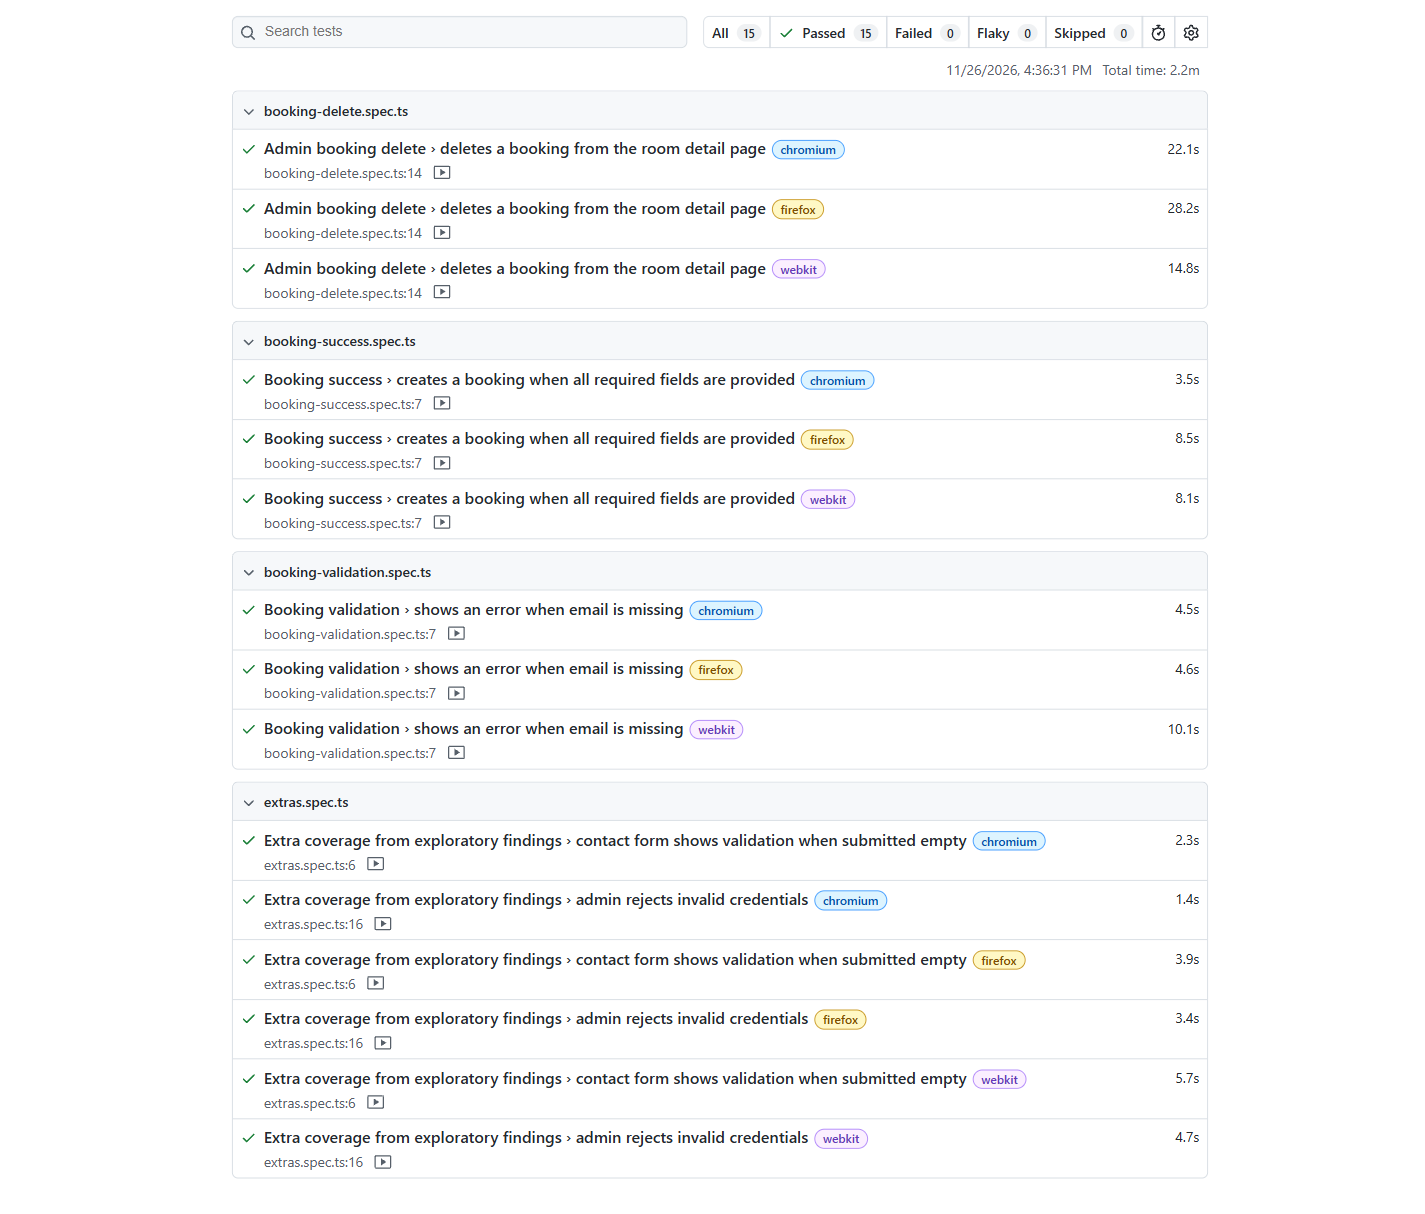 Search tests
All 15 Passed 15 Failed 0 Flaky 0 Skipped 0
11/26/2026, 4:36:31 PM Total time: 2.2m
booking-delete.spec.ts
Admin booking delete › deletes a booking from the room detail page chromium 22.1s
booking-delete.spec.ts:14
Admin booking delete › deletes a booking from the room detail page firefox 28.2s
booking-delete.spec.ts:14
Admin booking delete › deletes a booking from the room detail page webkit 14.8s
booking-delete.spec.ts:14
booking-success.spec.ts
Booking success › creates a booking when all required fields are provided chromium 3.5s
booking-success.spec.ts:7
Booking success › creates a booking when all required fields are provided firefox 8.5s
booking-success.spec.ts:7
Booking success › creates a booking when all required fields are provided webkit 8.1s
booking-success.spec.ts:7
booking-validation.spec.ts
Booking validation › shows an error when email is missing chromium 4.5s
booking-validation.spec.ts:7
Booking validation › shows an error when email is missing firefox 4.6s
booking-validation.spec.ts:7
Booking validation › shows an error when email is missing webkit 10.1s
booking-validation.spec.ts:7
extras.spec.ts
Extra coverage from exploratory findings › contact form shows validation when submitted empty chromium 2.3s
extras.spec.ts:6
Extra coverage from exploratory findings › admin rejects invalid credentials chromium 1.4s
extras.spec.ts:16
Extra coverage from exploratory findings › contact form shows validation when submitted empty firefox 3.9s
extras.spec.ts:6
Extra coverage from exploratory findings › admin rejects invalid credentials firefox 3.4s
extras.spec.ts:16
Extra coverage from exploratory findings › contact form shows validation when submitted empty webkit 5.7s
extras.spec.ts:6
Extra coverage from exploratory findings › admin rejects invalid credentials webkit 4.7s
extras.spec.ts:16